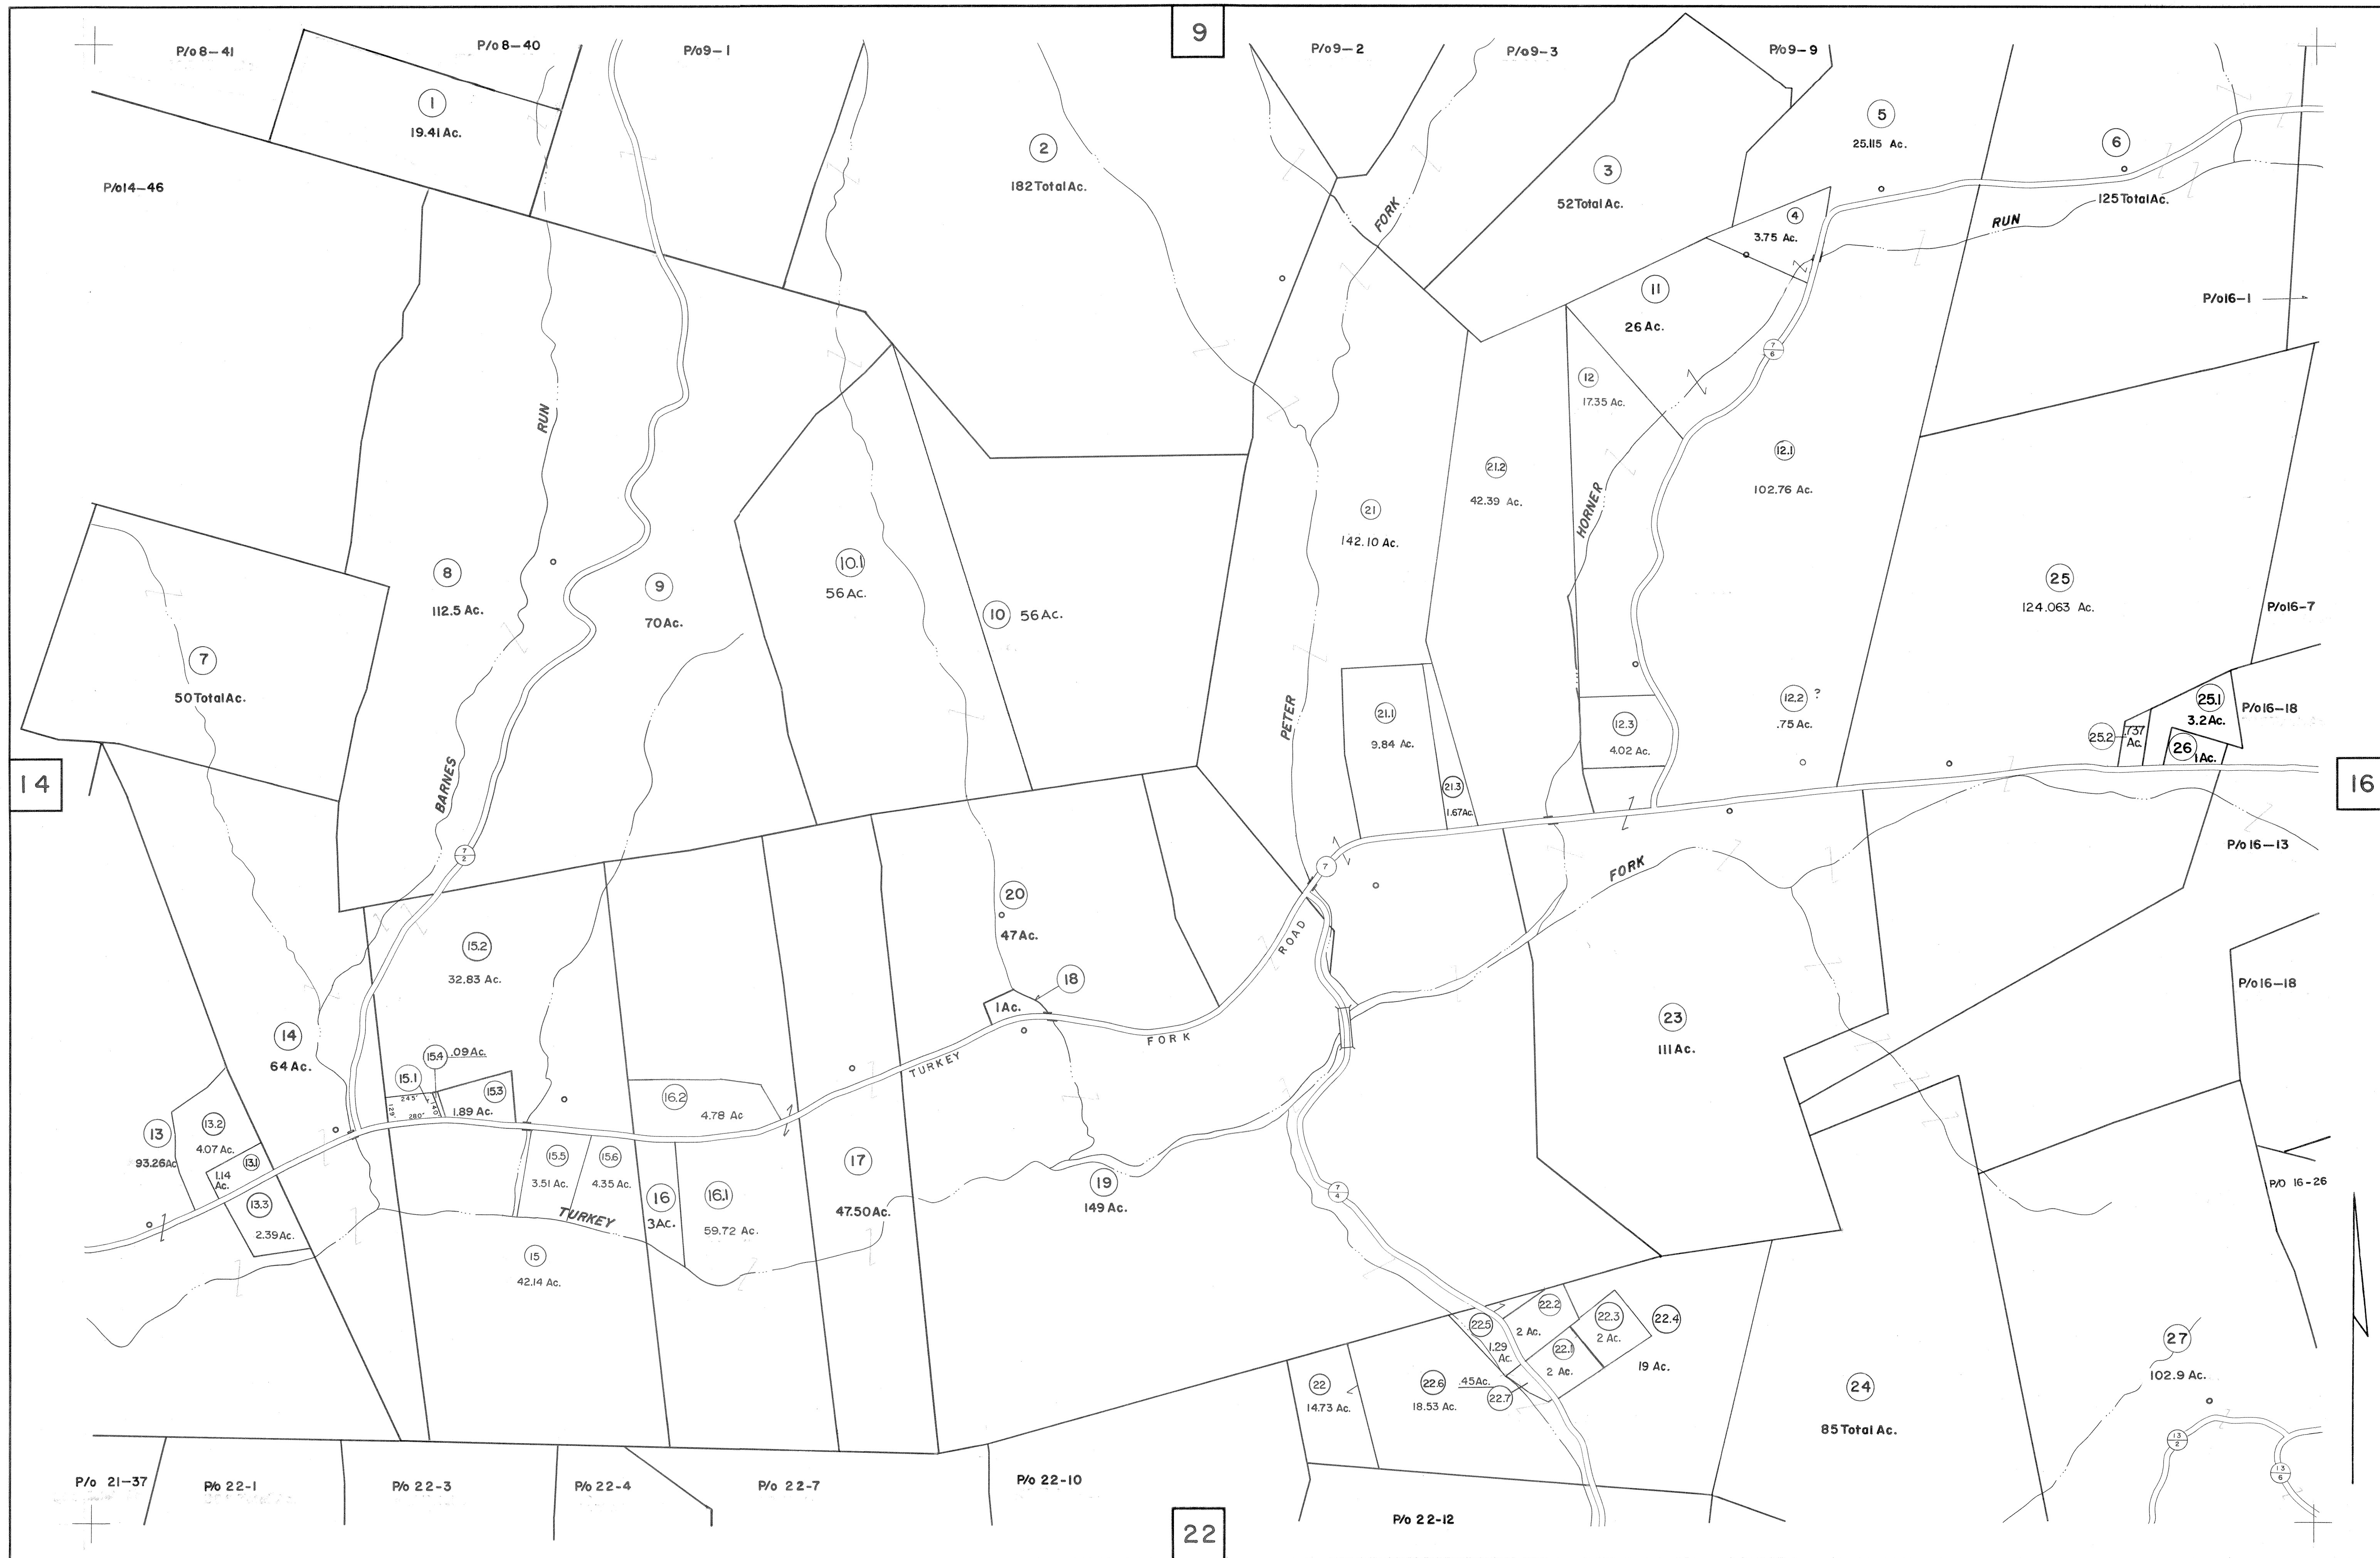 9
P/o 8-41
P/o 8-40
P/o 9-1
P/o 9-2
P/o 9-3
P/o 9-9
1
19.41 Ac.
2
182 Total Ac.
3
52 Total Ac.
5
25.115 Ac.
6
125 Total Ac.
P/o 14-46
FORK
4
3.75 Ac.
RUN
11
26 Ac.
P/o 16-1
7
6
12
17.35 Ac.
RUN
12.1
102.76 Ac.
21.2
42.39 Ac.
21
142.10 Ac.
HORNER
8
112.5 Ac.
9
70 Ac.
10.1
56 Ac.
10
56 Ac.
25
124.063 Ac.
P/o 16-7
7
50 Total Ac.
PETER
21.1
9.84 Ac.
12.3
4.02 Ac.
12.2
?
.75 Ac.
25.1
3.2 Ac.
P/o 16-18
25.2
.737
Ac.
26
1 Ac.
14
BARNES
21.3
1.67 Ac.
16
7
2
7
FORK
P/o 16-13
20
47 Ac.
ROAD
15.2
32.83 Ac.
18
1 Ac.
P/o 16-18
14
64 Ac.
23
111 Ac.
TURKEY
FORK
15.4
.09 Ac.
15.1
245'
280'
129'
15.3
1.89 Ac.
16.2
4.78 Ac
13
93.26 Ac
13.2
4.07 Ac.
13.1
1.14
Ac.
13.3
2.39 Ac.
15.5
3.51 Ac.
15.6
4.35 Ac.
16
3 Ac.
16.1
59.72 Ac.
17
47.50 Ac.
19
149 Ac.
7
4
P/O 16-26
TURKEY
15
42.14 Ac.
22.2
2 Ac.
22.3
2 Ac.
22.4
19 Ac.
22.5
1.29
Ac.
22.1
2 Ac.
27
102.9 Ac.
22
14.73 Ac.
22.6
18.53 Ac.
.45 Ac.
22.7
24
85 Total Ac.
13
2
13
6
P/o 21-37
P/o 22-1
P/o 22-3
P/o 22-4
P/o 22-7
P/o 22-10
P/o 22-12
22